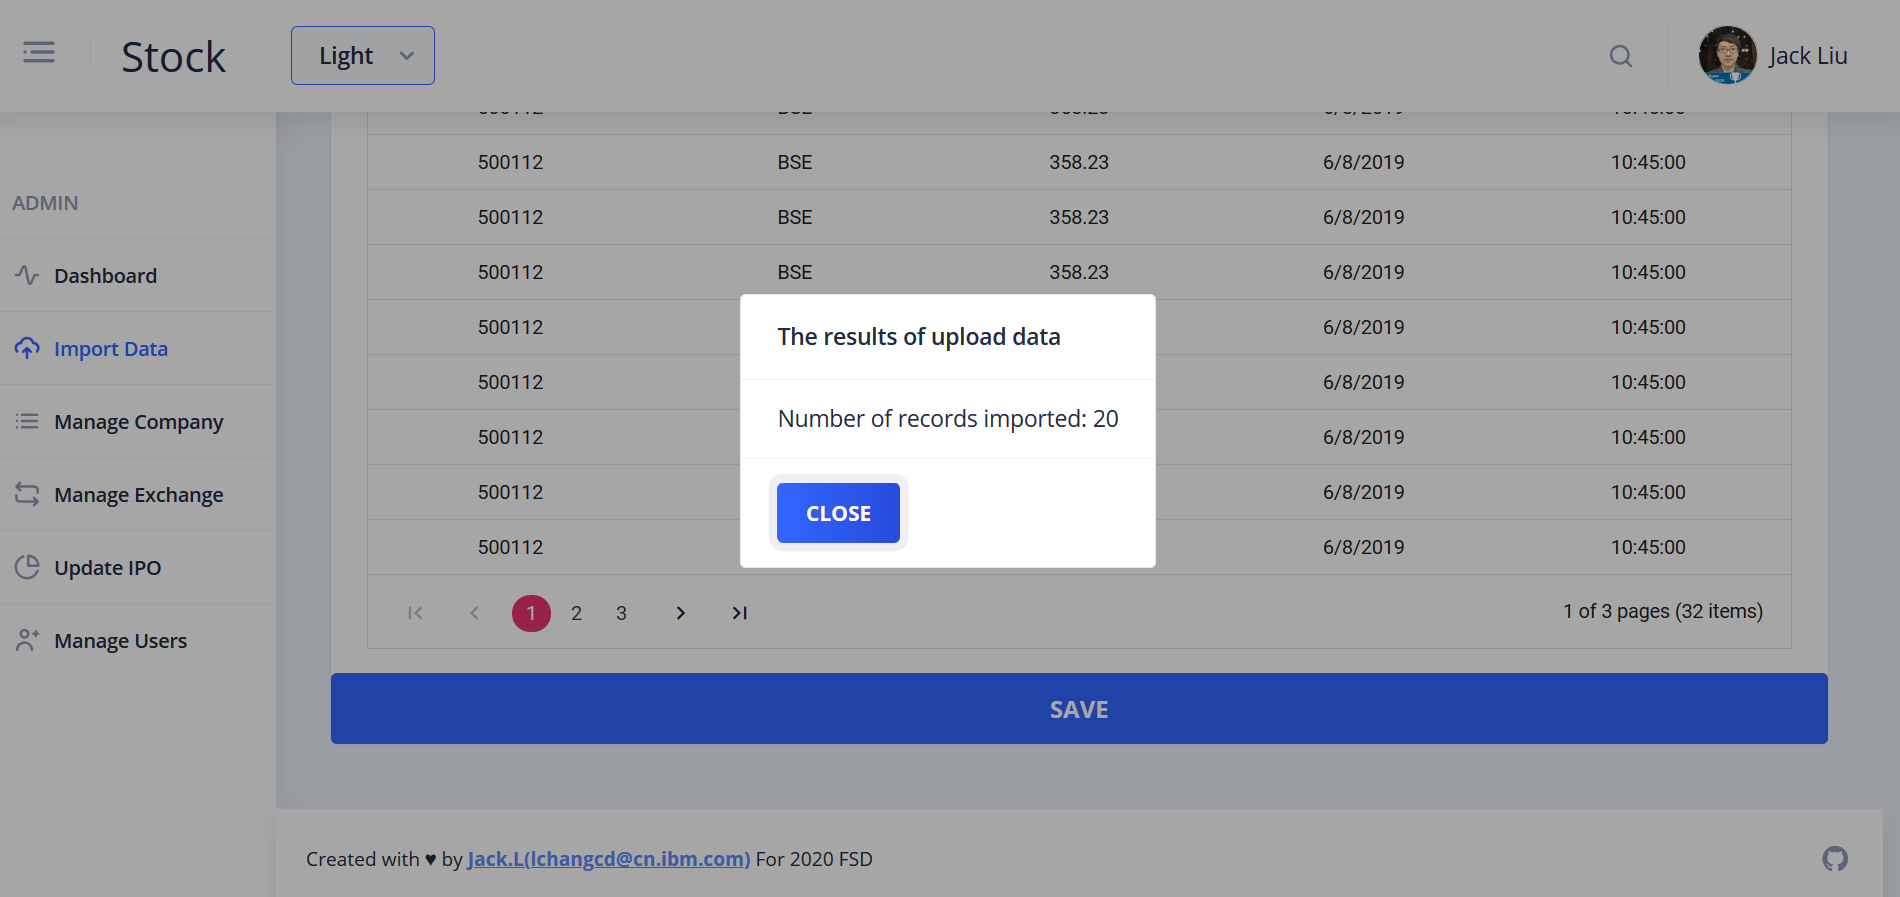 Stock
Light
Jack Liu
ADMIN
Dashboard
Import Data
Manage Company
Manage Exchange
Update IPO
Manage Users
500112 BSE 358.23 6/8/2019 10:45:00
500112 BSE 358.23 6/8/2019 10:45:00
500112 BSE 358.23 6/8/2019 10:45:00
500112 6/8/2019 10:45:00
500112 6/8/2019 10:45:00
500112 6/8/2019 10:45:00
500112 6/8/2019 10:45:00
500112 6/8/2019 10:45:00
The results of upload data
Number of records imported: 20
CLOSE
1 2 3
1 of 3 pages (32 items)
SAVE
Created with ♥ by Jack.L(lchangcd@cn.ibm.com) For 2020 FSD